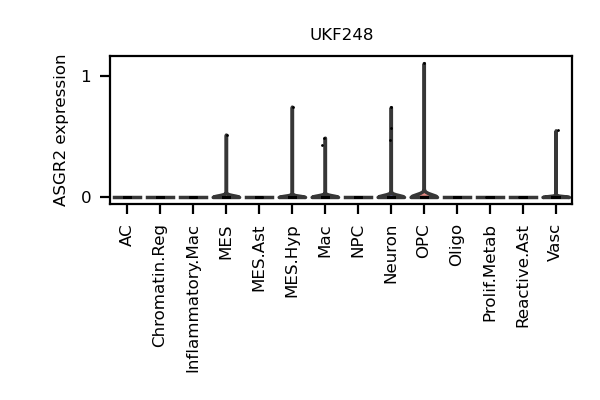 UKF248
ASGR2 expression
1
0
AC
Chromatin.Reg
Inflammatory.Mac
MES
MES.Ast
MES.Hyp
Mac
NPC
Neuron
OPC
Oligo
Prolif.Metab
Reactive.Ast
Vasc